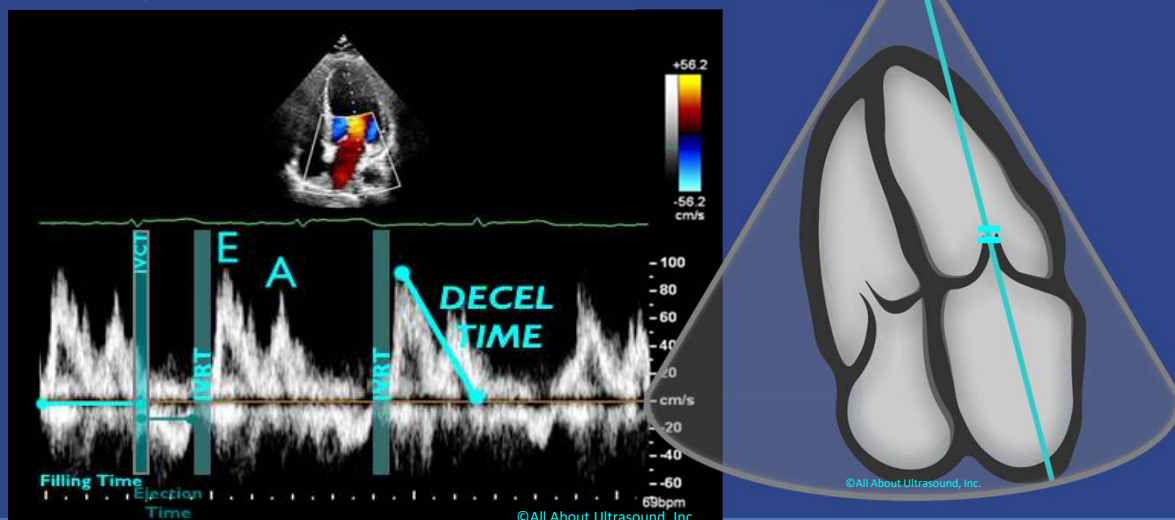 +56.2
-56.2
cm/s
IVCT
E
A
IVRT
IVRT
DECEL
TIME
100
80
60
40
20
cm/s
-20
-40
-60
Filling Time
Ejection
Time
69bpm
©All About Ultrasound, Inc.
©All About Ultrasound, Inc.